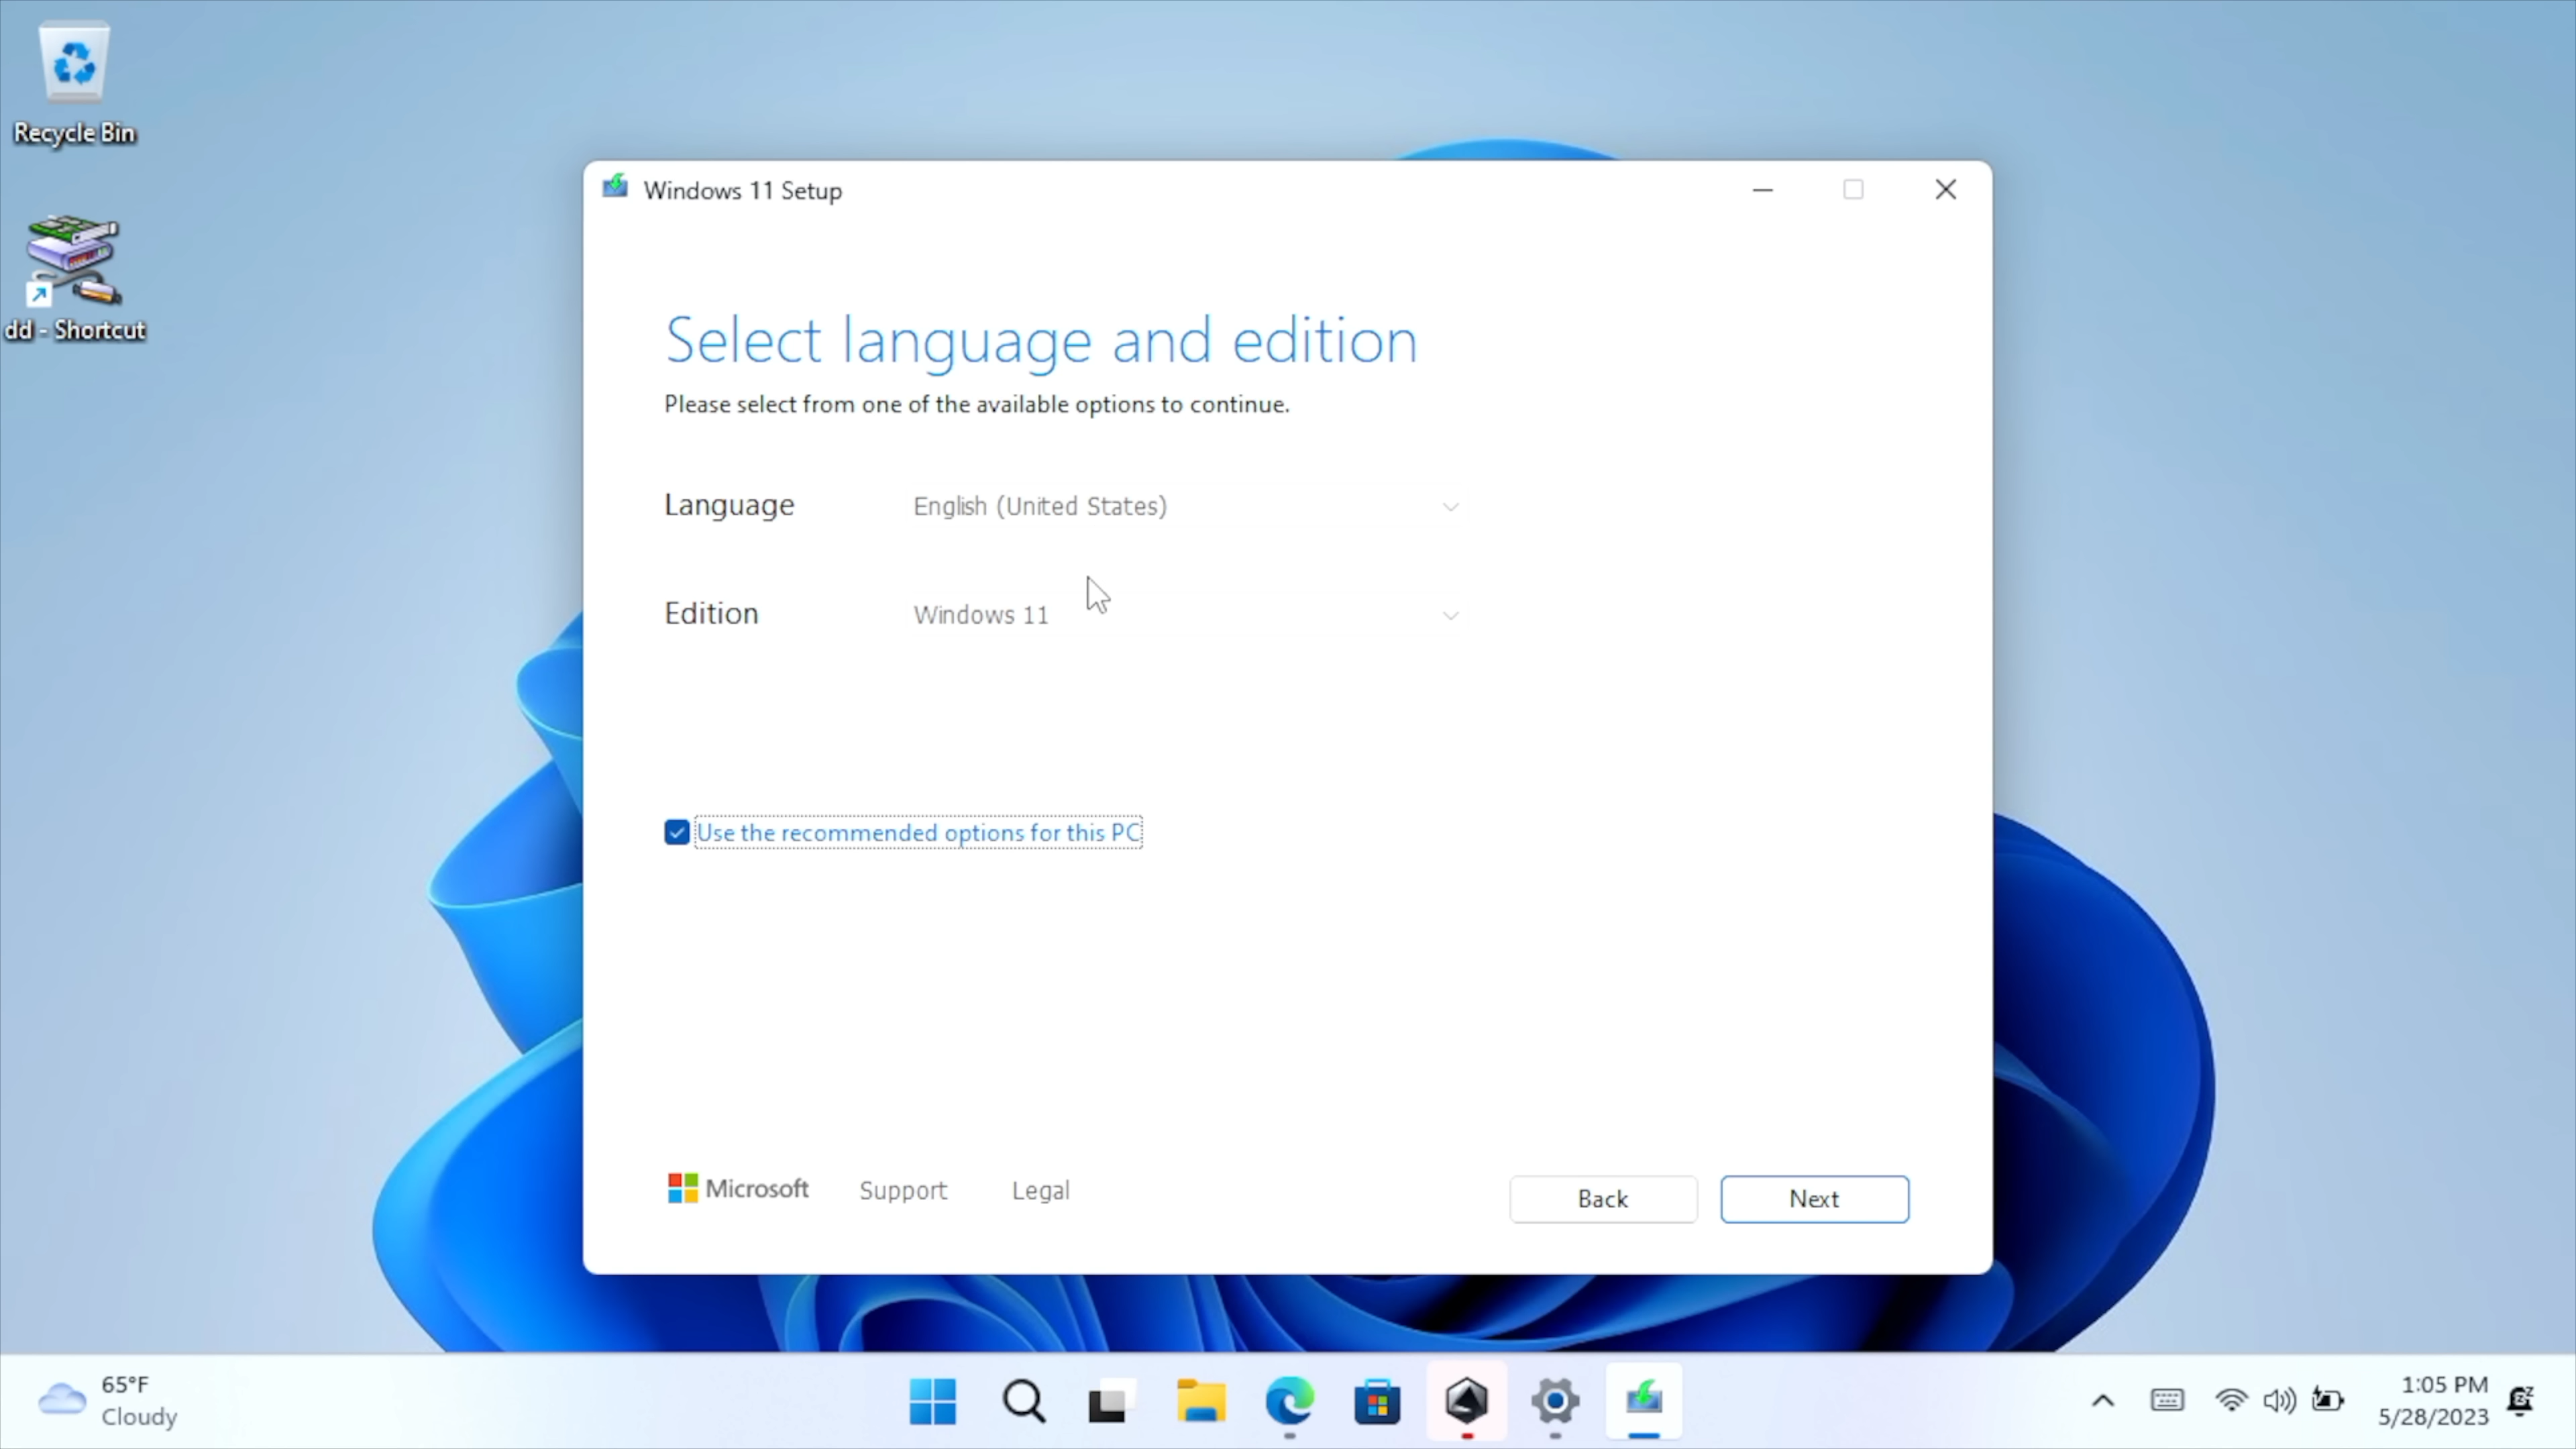 Recycle Bin
dd - Shortcut
Windows 11 Setup
Select language and edition
Please select from one of the available options to continue.
Language English (United States)
Edition Windows 11
Use the recommended options for this PC
Microsoft Support Legal
Back Next
65°F
Cloudy
1:05 PM
5/28/2023